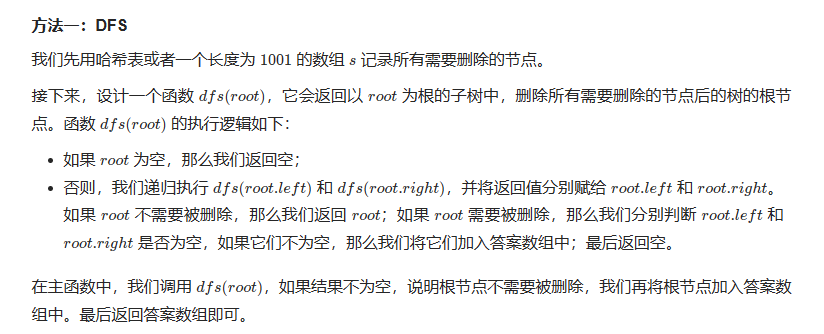 方法一：DFS
我们先用哈希表或者一个长度为 1001 的数组 s 记录所有需要删除的节点。
接下来，设计一个函数 dfs(root)，它会返回以 root 为根的子树中，删除所有需要删除的节点后的树的根节
点。函数 dfs(root) 的执行逻辑如下：
• 如果 root 为空，那么我们返回空；
• 否则，我们递归执行 dfs(root.left) 和 dfs(root.right)，并将返回值分别赋给 root.left 和 root.right。
如果 root 不需要被删除，那么我们返回 root；如果 root 需要被删除，那么我们分别判断 root.left 和
root.right 是否为空，如果它们不为空，那么我们将它们加入答案数组中；最后返回空。
在主函数中，我们调用 dfs(root)，如果结果不为空，说明根节点不需要被删除，我们再将根节点加入答案数
组中。最后返回答案数组即可。